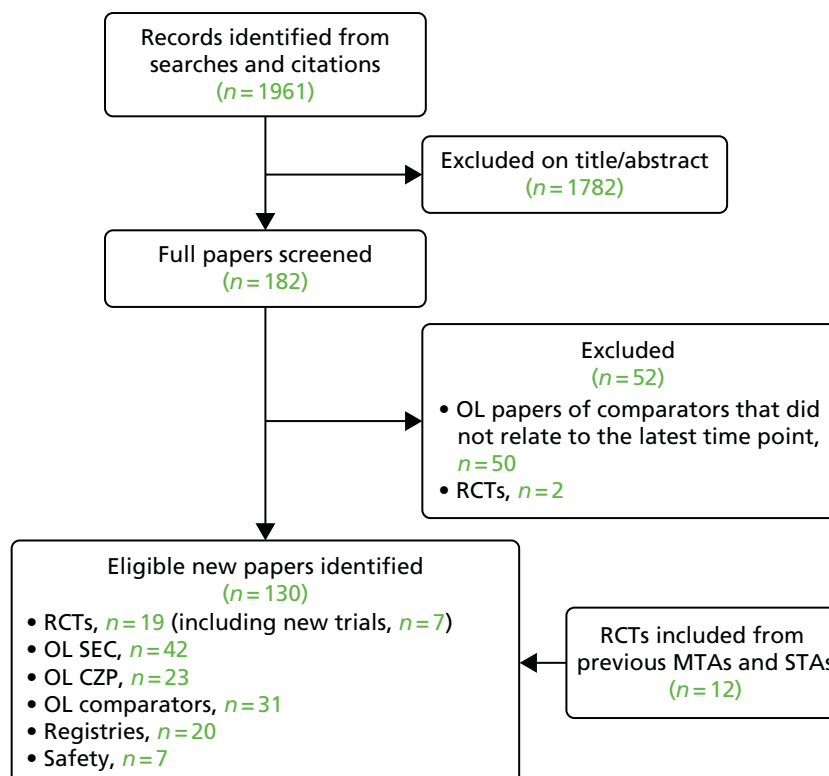 Records identified from
searches and citations
(n = 1961)
Excluded on title/abstract
(n = 1782)
Full papers screened
(n = 182)
Excluded
(n = 52)
• OL papers of comparators that did
not relate to the latest time point,
n = 50
• RCTs, n = 2
Eligible new papers identified
(n = 130)
• RCTs, n = 19 (including new trials, n = 7)
• OL SEC, n = 42
• OL CZP, n = 23
• OL comparators, n = 31
• Registries, n = 20
• Safety, n = 7
RCTs included from
previous MTAs and STAs
(n = 12)